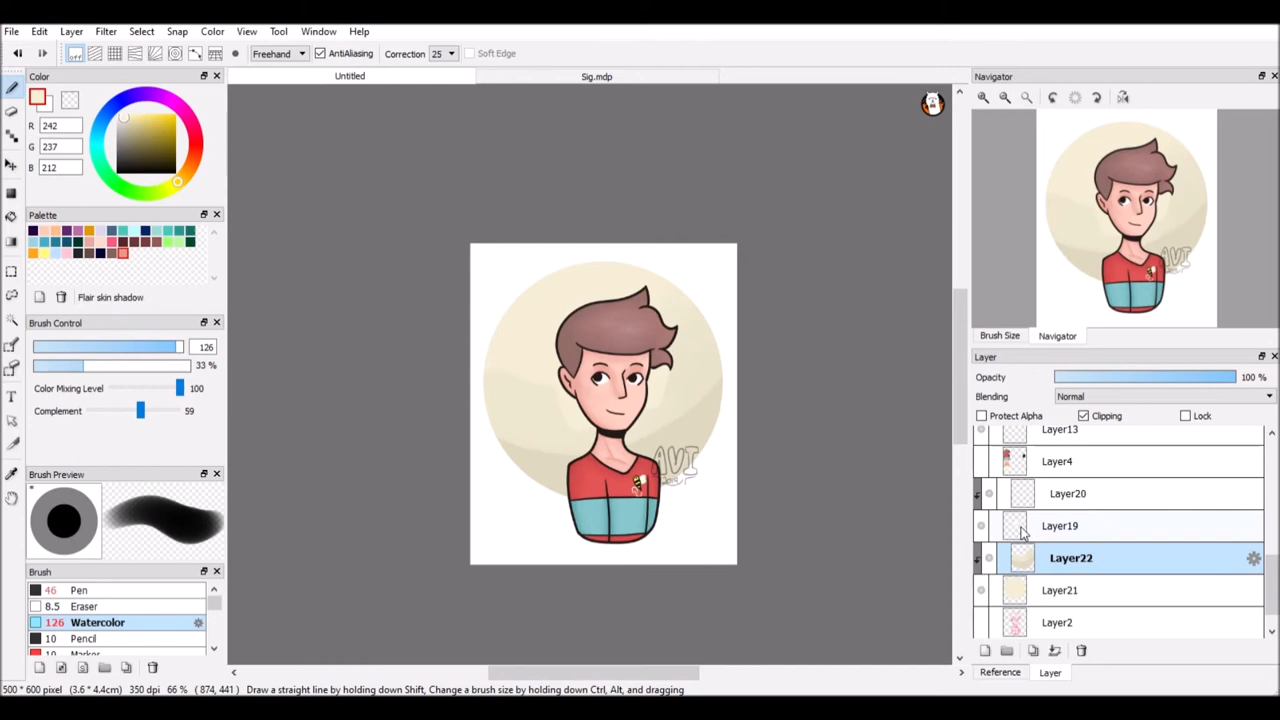 File Edit Layer Filter Select Snap Color View Tool Window Help
off Freehand AntiAliasing Correction 25 Soft Edge
Color
Untitled Sig.mdp
Navigator
R 242
G 237
B 212
Palette
Flair skin shadow
Brush Control
126
33 %
Color Mixing Level 100
Complement 59
AVI
AVI
Brush Size Navigator
Layer
Opacity 100 %
Blending Normal
Protect Alpha Clipping Lock
Layer13
Layer4
Layer20
Layer19
Layer22
Layer21
Layer2
Brush Preview
Brush
46 Pen
8.5 Eraser
126 Watercolor
10 Pencil
10 Marker
Reference Layer
500 * 600 pixel (3.6 * 4.4cm) 350 dpi 66 % ( 874, 441 ) Draw a straight line by holding down Shift, Change a brush size by holding down Ctrl, Alt, and dragging